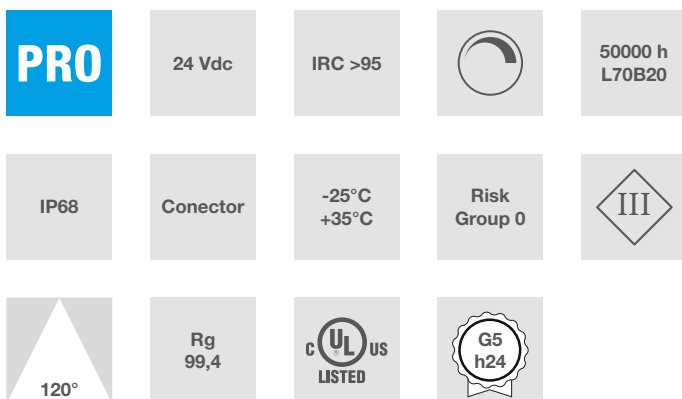 PRO
24 Vdc
IRC >95
50000 h
L70B20
IP68
Conector
-25°C
+35°C
Risk
Group 0
III
120°
Rg
99,4
C UL US
LISTED
G5
h24